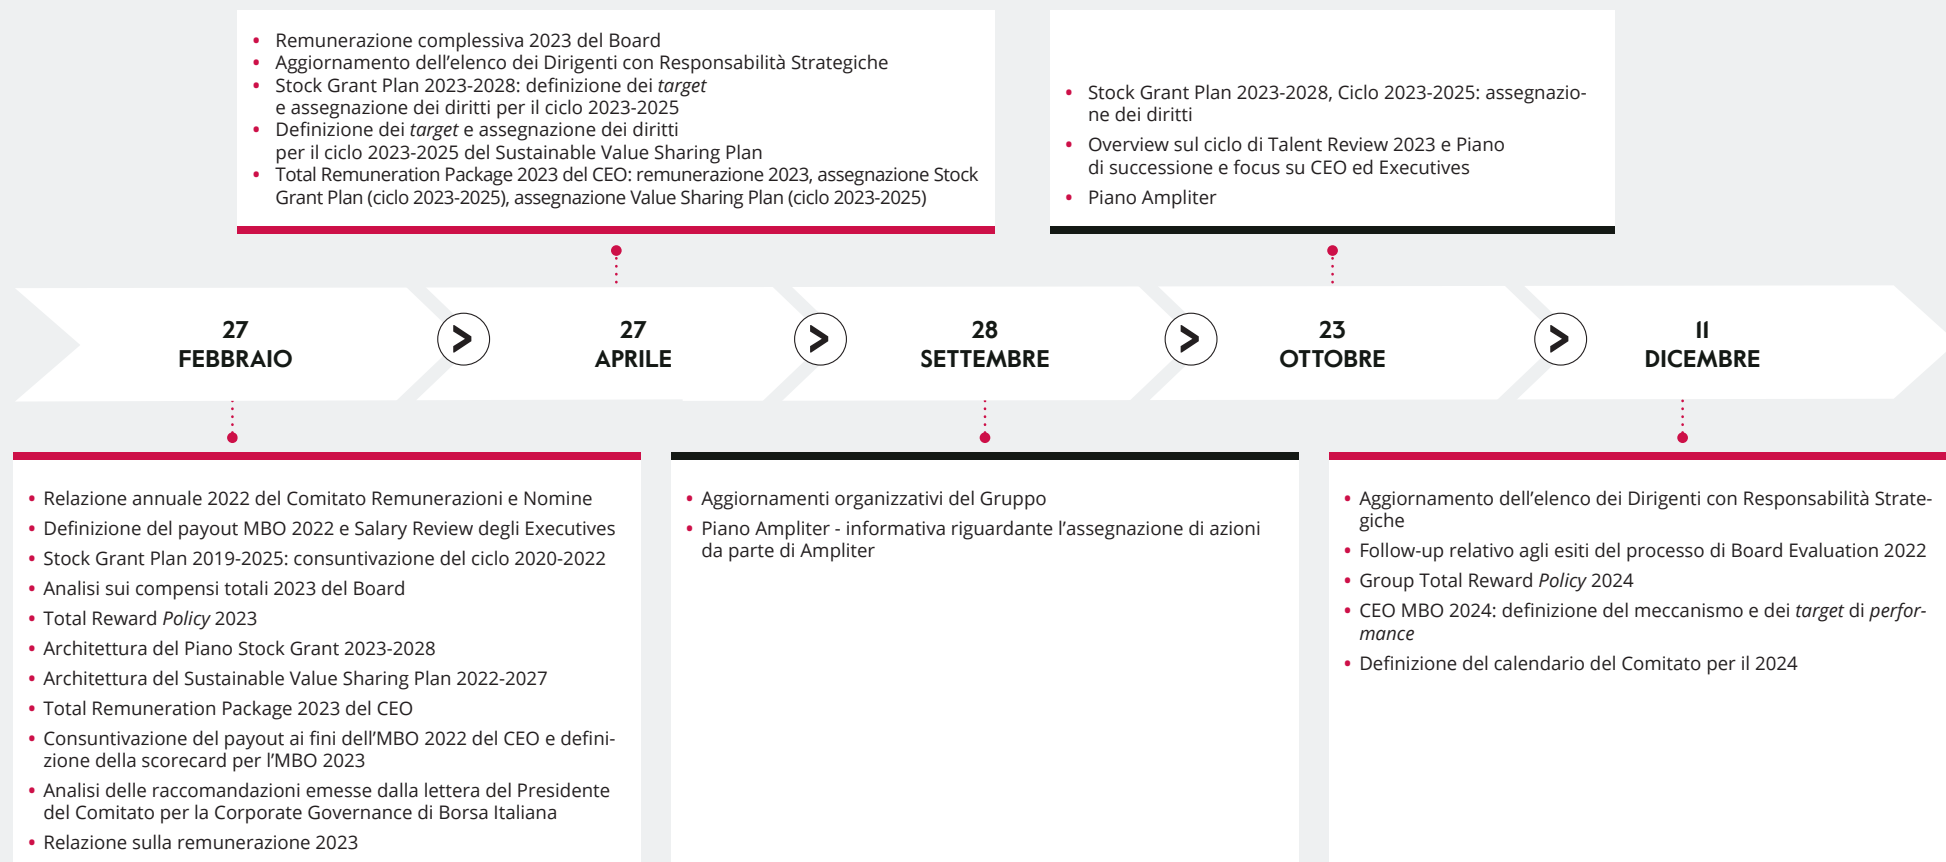 • Remunerazione complessiva 2023 del Board
• Aggiornamento dell’elenco dei Dirigenti con Responsabilità Strategiche
• Stock Grant Plan 2023-2028: definizione dei target
e assegnazione dei diritti per il ciclo 2023-2025
• Definizione dei target e assegnazione dei diritti
per il ciclo 2023-2025 del Sustainable Value Sharing Plan
• Total Remuneration Package 2023 del CEO: remunerazione 2023, assegnazione Stock
Grant Plan (ciclo 2023-2025), assegnazione Value Sharing Plan (ciclo 2023-2025)
• Stock Grant Plan 2023-2028, Ciclo 2023-2025: assegnazio-
ne dei diritti
• Overview sul ciclo di Talent Review 2023 e Piano
di successione e focus su CEO ed Executives
• Piano Ampliter
27
FEBBRAIO
>
27
APRILE
>
28
SETTEMBRE
>
23
OTTOBRE
>
11
DICEMBRE
• Relazione annuale 2022 del Comitato Remunerazioni e Nomine
• Definizione del payout MBO 2022 e Salary Review degli Executives
• Stock Grant Plan 2019-2025: consuntivazione del ciclo 2020-2022
• Analisi sui compensi totali 2023 del Board
• Total Reward Policy 2023
• Architettura del Piano Stock Grant 2023-2028
• Architettura del Sustainable Value Sharing Plan 2022-2027
• Total Remuneration Package 2023 del CEO
• Consuntivazione del payout ai fini dell’MBO 2022 del CEO e defini-
zione della scorecard per l’MBO 2023
• Analisi delle raccomandazioni emesse dalla lettera del Presidente
del Comitato per la Corporate Governance di Borsa Italiana
• Relazione sulla remunerazione 2023
• Aggiornamenti organizzativi del Gruppo
• Piano Ampliter - informativa riguardante l’assegnazione di azioni
da parte di Ampliter
• Aggiornamento dell’elenco dei Dirigenti con Responsabilità Strate-
giche
• Follow-up relativo agli esiti del processo di Board Evaluation 2022
• Group Total Reward Policy 2024
• CEO MBO 2024: definizione del meccanismo e dei target di perfor-
mance
• Definizione del calendario del Comitato per il 2024